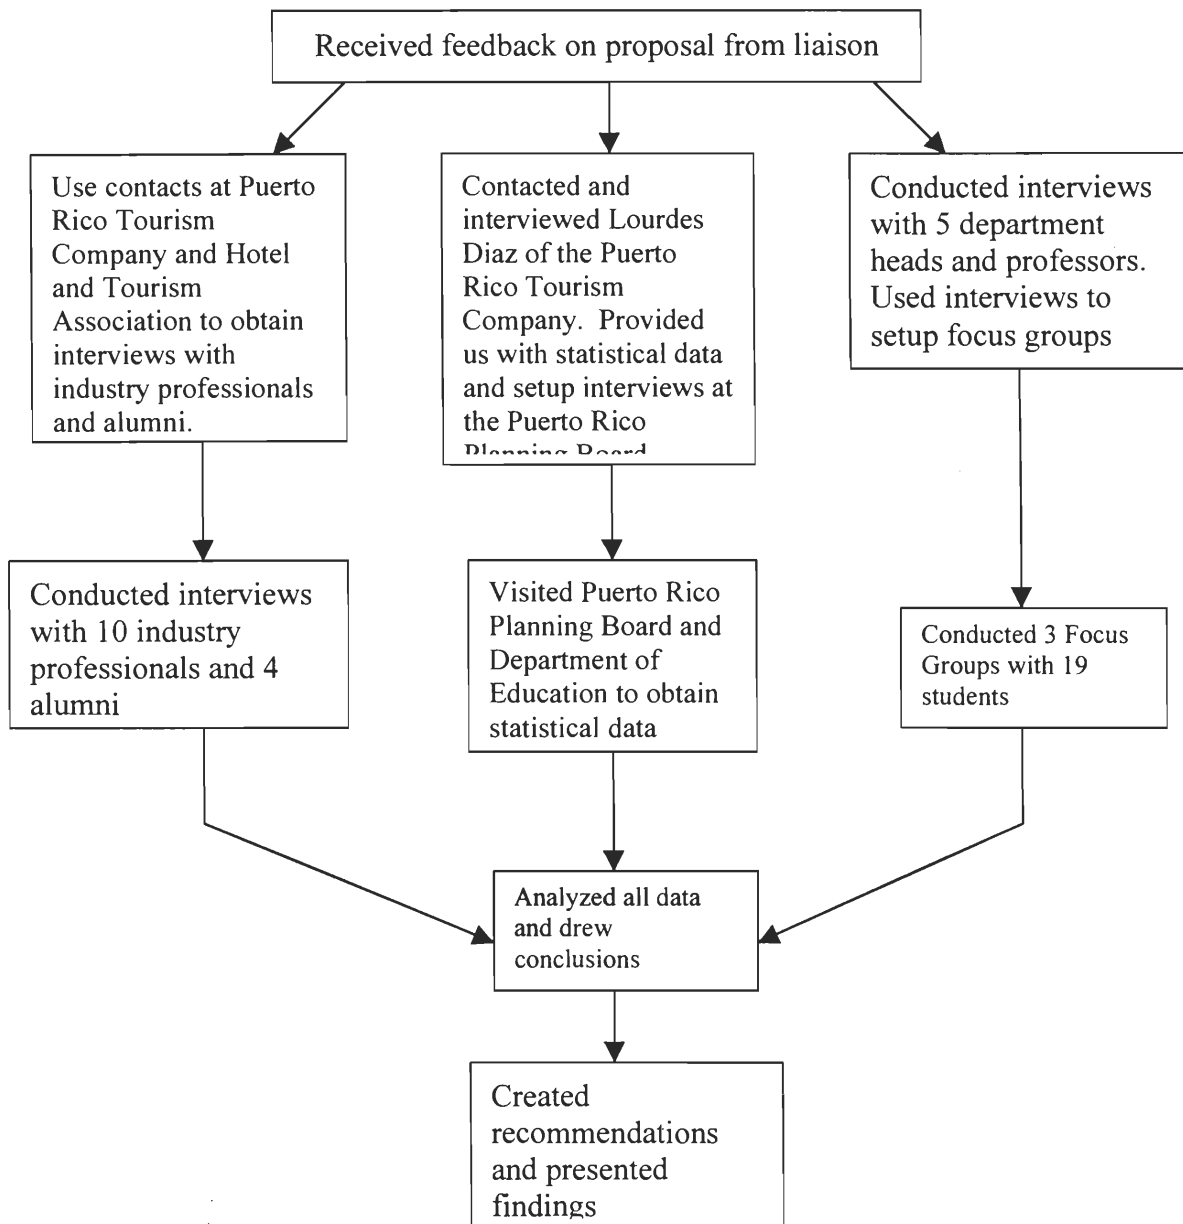 Received feedback on proposal from liaison
Use contacts at Puerto
Rico Tourism
Company and Hotel
and Tourism
Association to obtain
interviews with
industry professionals
and alumni.
Contacted and
interviewed Lourdes
Diaz of the Puerto
Rico Tourism
Company.  Provided
us with statistical data
and setup interviews at
the Puerto Rico
Planning Board
Conducted interviews
with 5 department
heads and professors.
Used interviews to
setup focus groups
Conducted interviews
with 10 industry
professionals and 4
alumni
Visited Puerto Rico
Planning Board and
Department of
Education to obtain
statistical data
Conducted 3 Focus
Groups with 19
students
Analyzed all data
and drew
conclusions
Created
recommendations
and presented
findings